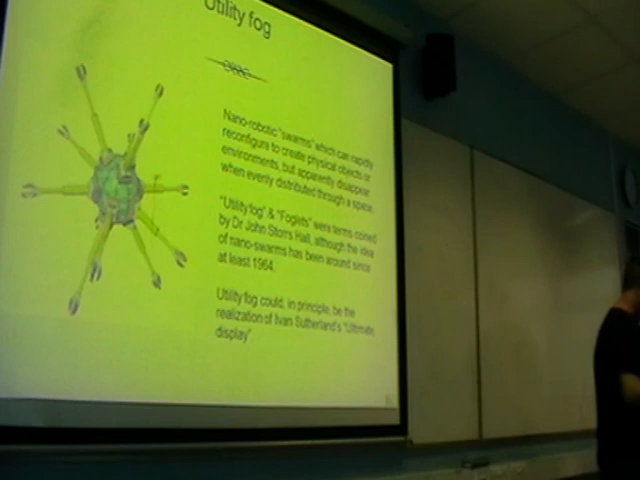 Utility fog
Nano-robotic "swarms" which can rapidly
reconfigure to create physical objects or
environments, but apparently disappear
when evenly distributed through a space.
"Utility fog" & "Foglets" were terms coined
by Dr John Storrs Hall, although the idea
of nano-swarms has been around since
at least 1964.
Utility fog could, in principle, be the
realization of Ivan Sutherland's "Ultimate
display".